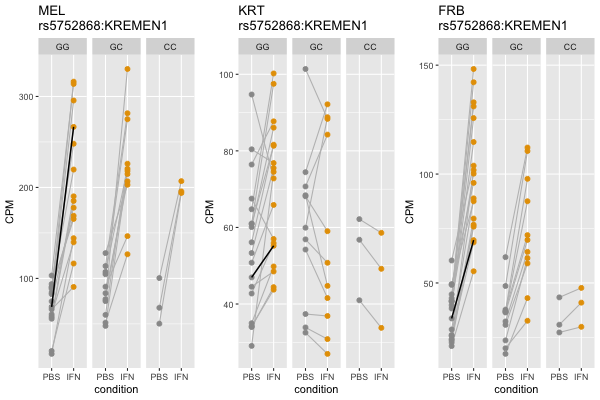 MEL
rs5752868:KREMEN1
GG GC CC
300
200
100
CPM
PBS IFN PBS IFN PBS IFN
condition
KRT
rs5752868:KREMEN1
GG GC CC
100
80
60
40
CPM
PBS IFN PBS IFN PBS IFN
condition
FRB
rs5752868:KREMEN1
GG GC CC
150
100
50
CPM
PBS IFN PBS IFN PBS IFN
condition